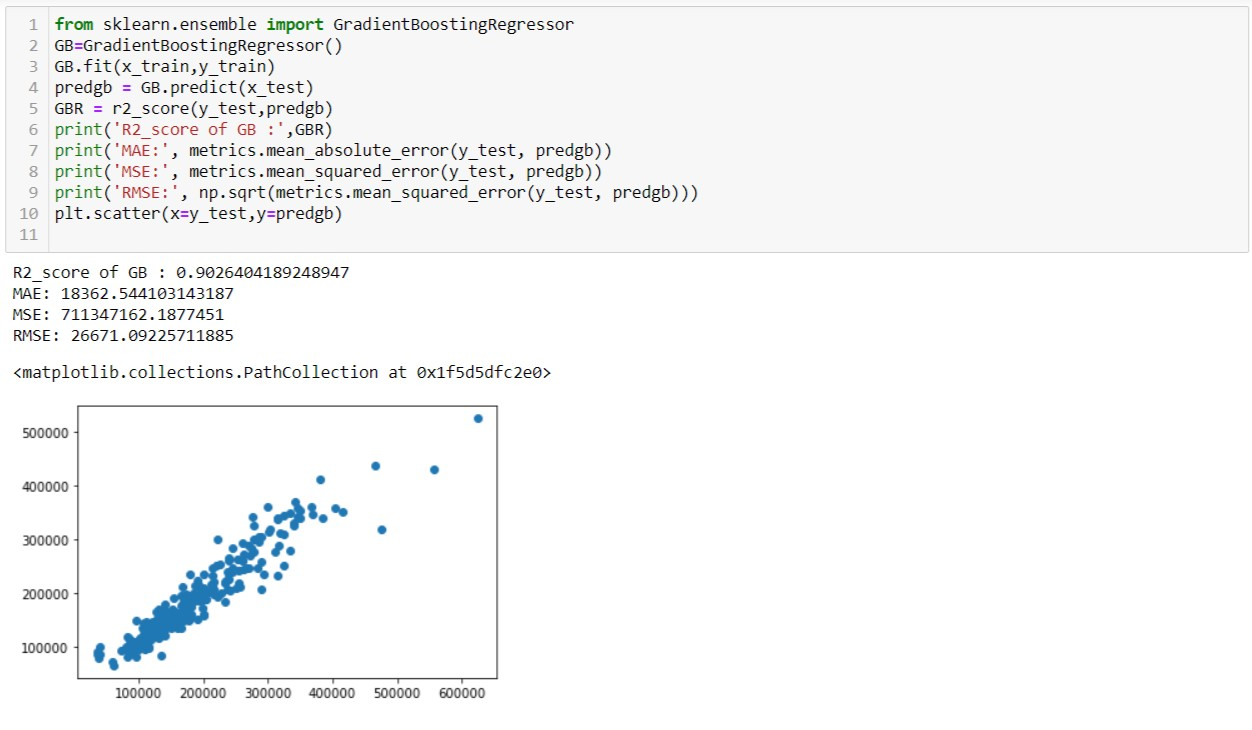 1 from sklearn.ensemble import GradientBoostingRegressor
2 GB=GradientBoostingRegressor()
3 GB.fit(x_train,y_train)
4 predgb = GB.predict(x_test)
5 GBR = r2_score(y_test,predgb)
6 print('R2_score of GB :',GBR)
7 print('MAE:', metrics.mean_absolute_error(y_test, predgb))
8 print('MSE:', metrics.mean_squared_error(y_test, predgb))
9 print('RMSE:', np.sqrt(metrics.mean_squared_error(y_test, predgb)))
10 plt.scatter(x=y_test,y=predgb)
11
R2_score of GB : 0.9026404189248947
MAE: 18362.544103143187
MSE: 711347162.1877451
RMSE: 26671.09225711885
<matplotlib.collections.PathCollection at 0x1f5d5dfc2e0>
500000
400000
300000
200000
100000
100000 200000 300000 400000 500000 600000